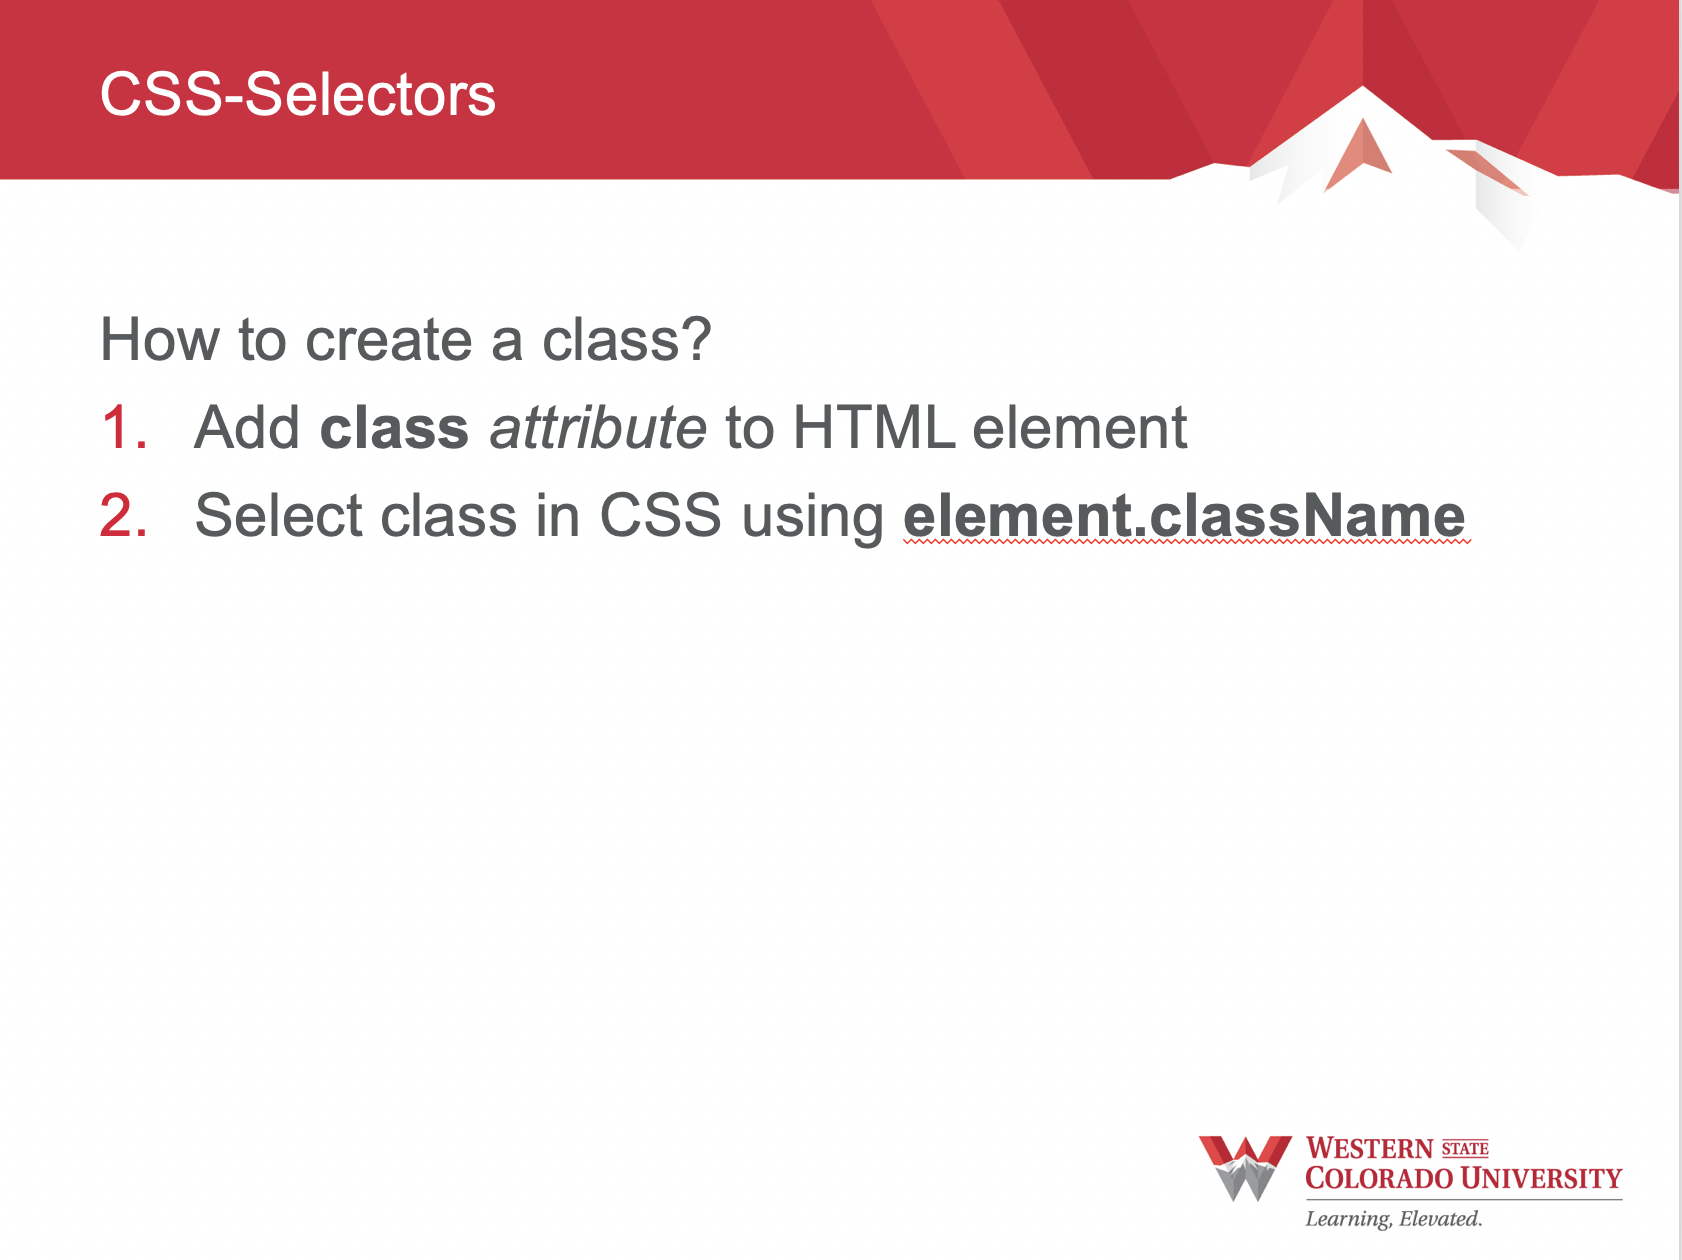 CSS-Selectors
How to create a class?
1. Add class attribute to HTML element
2. Select class in CSS using element.className
WESTERN STATE
COLORADO UNIVERSITY
Learning, Elevated.